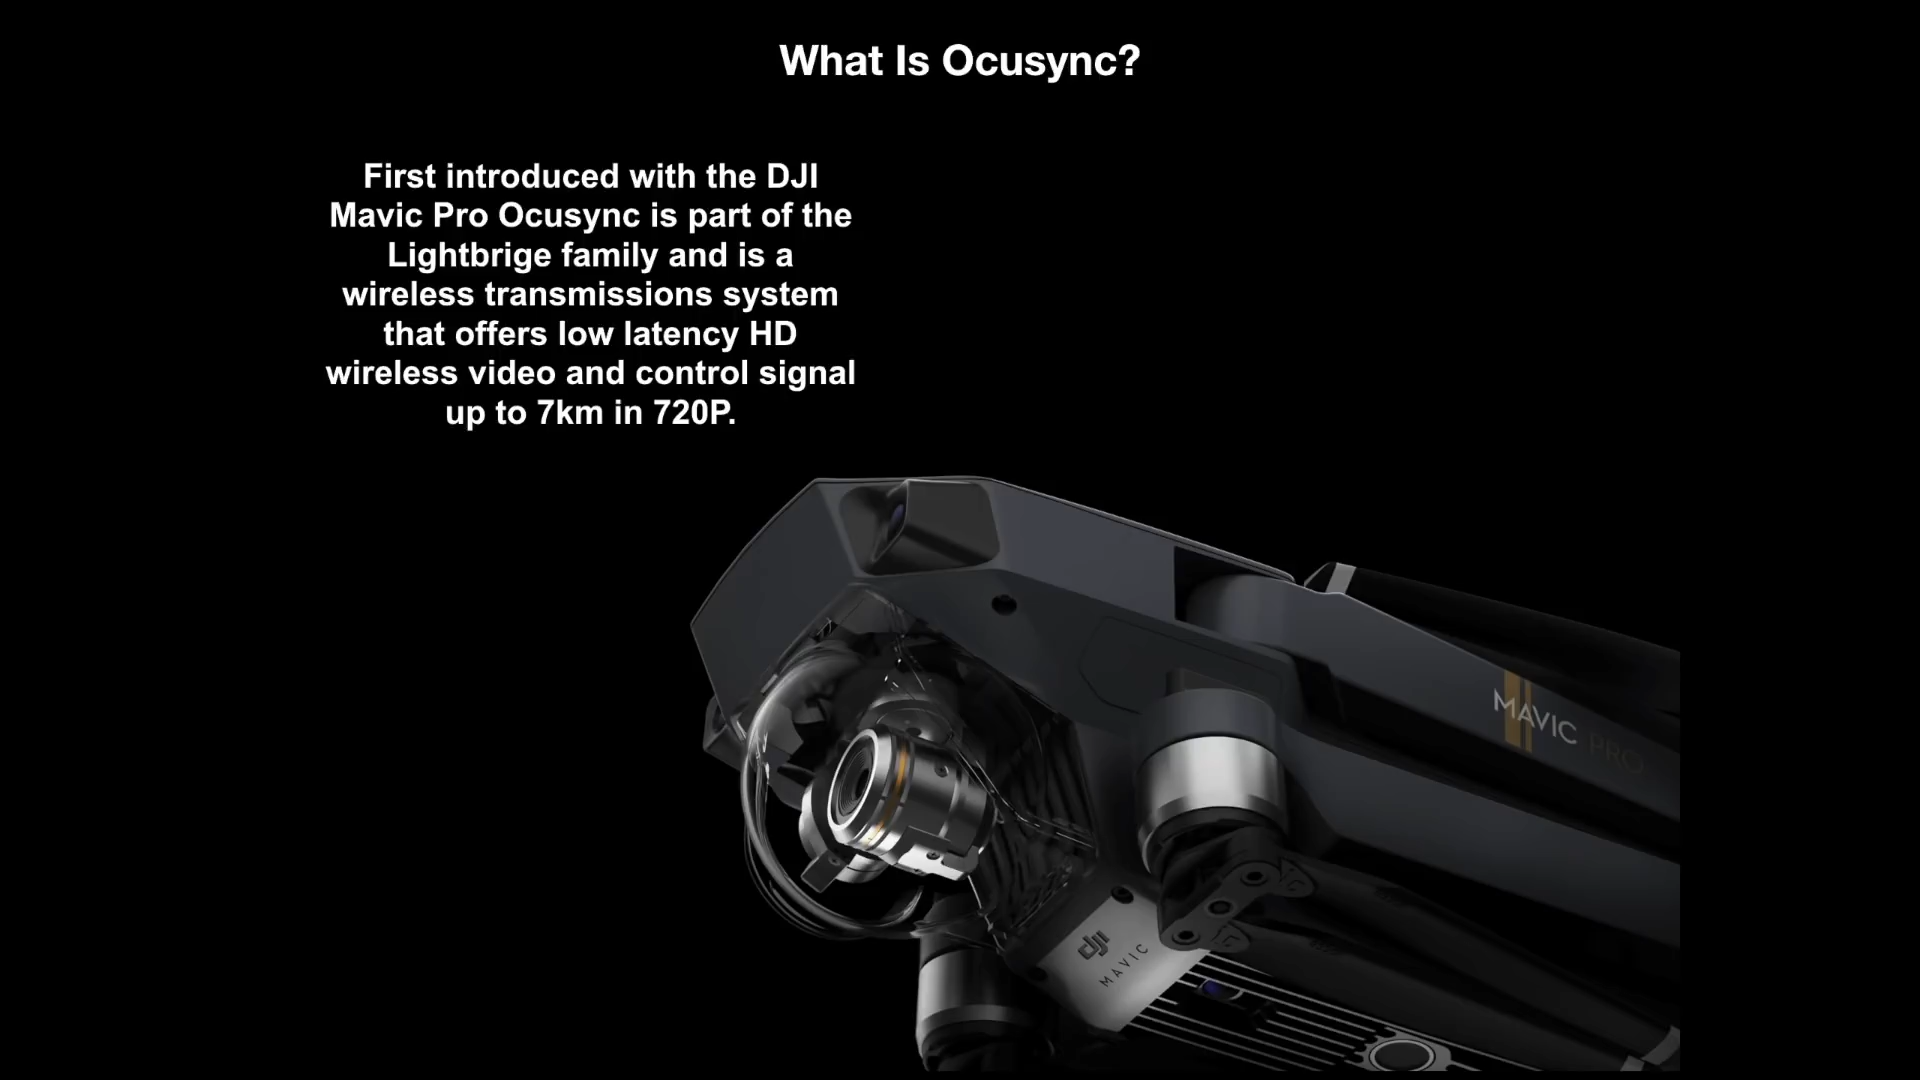 What Is Ocusync?
First introduced with the DJI
Mavic Pro Ocusync is part of the
Lightbrige family and is a
wireless transmissions system
that offers low latency HD
wireless video and control signal
up to 7km in 720P.
MAVIC PRO
dji
MAVIC